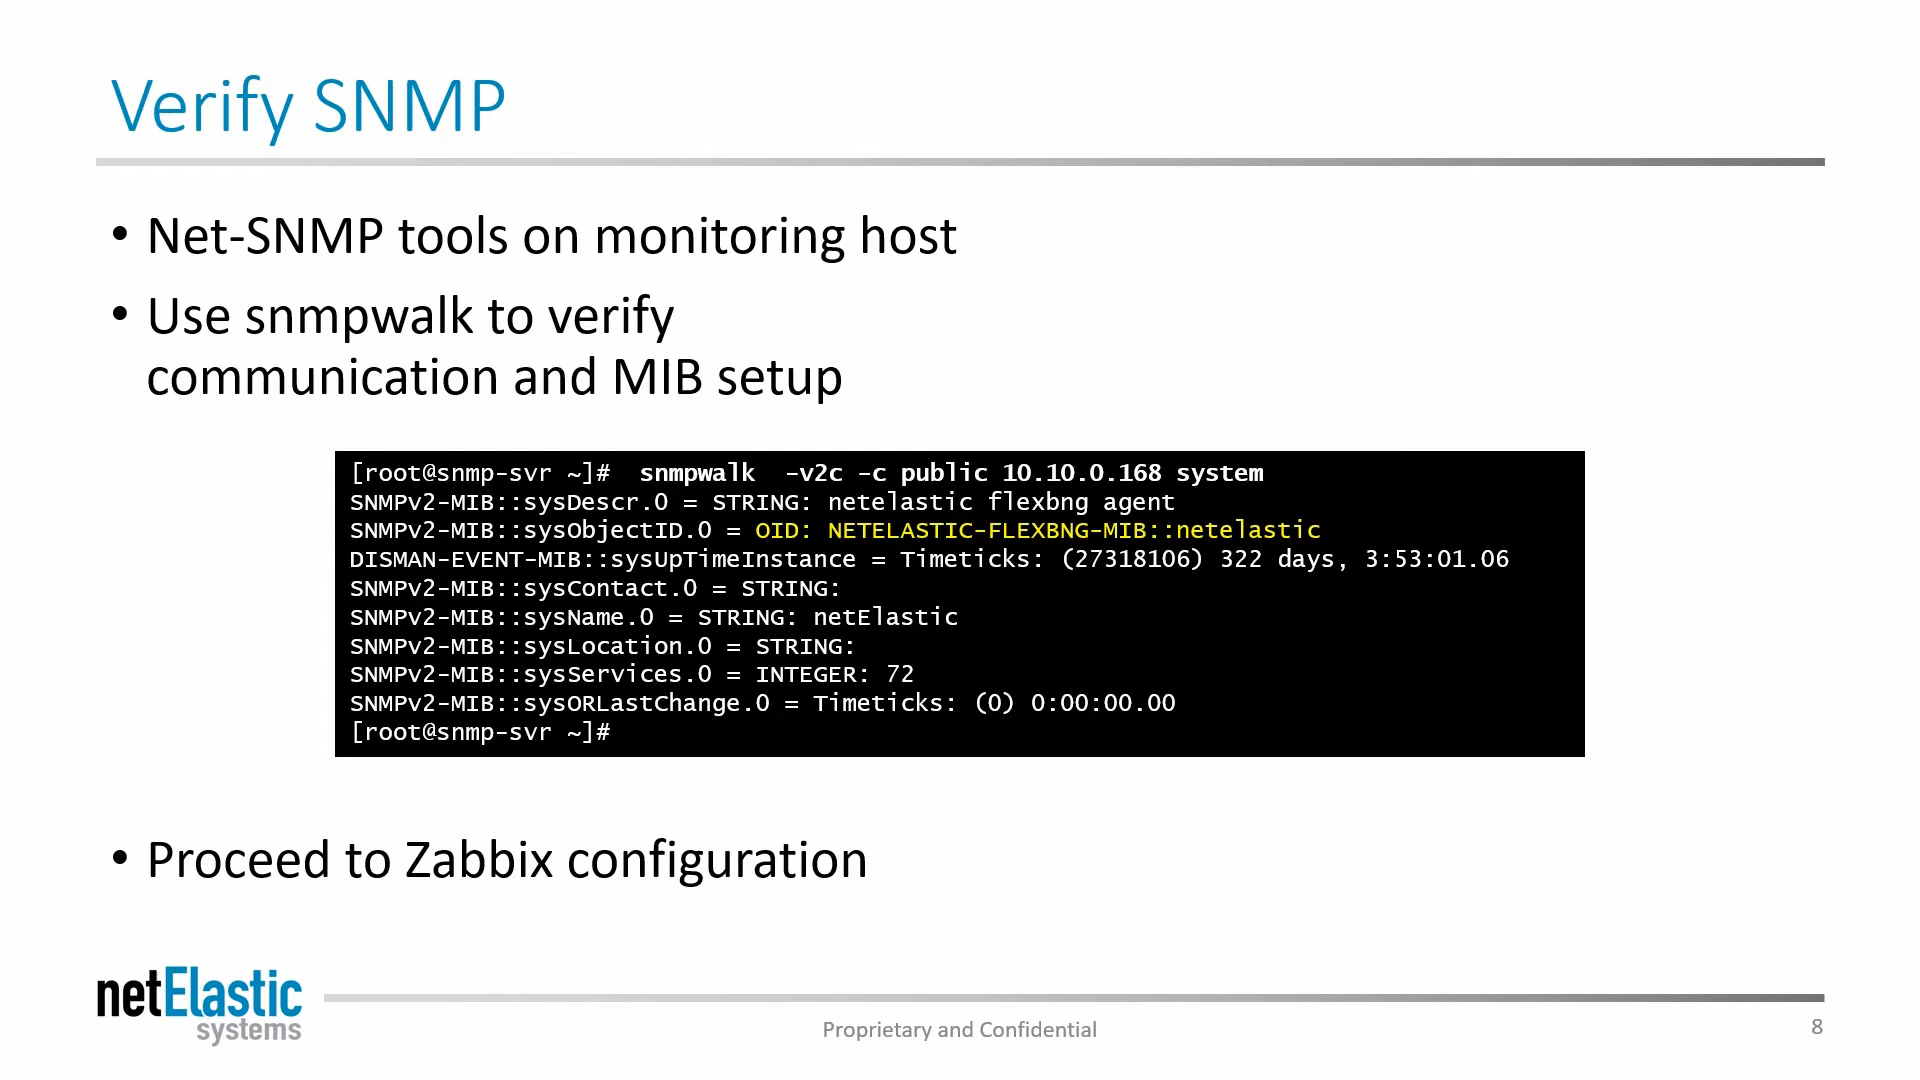 Verify SNMP
• Net-SNMP tools on monitoring host
• Use snmpwalk to verify
communication and MIB setup
[root@snmp-svr ~]#  snmpwalk  -v2c -c public 10.10.0.168 system
SNMPv2-MIB::sysDescr.0 = STRING: netelastic flexbng agent
SNMPv2-MIB::sysObjectID.0 = OID: NETELASTIC-FLEXBNG-MIB::netelastic
DISMAN-EVENT-MIB::sysUpTimeInstance = Timeticks: (27318106) 322 days, 3:53:01.06
SNMPv2-MIB::sysContact.0 = STRING:
SNMPv2-MIB::sysName.0 = STRING: netElastic
SNMPv2-MIB::sysLocation.0 = STRING:
SNMPv2-MIB::sysServices.0 = INTEGER: 72
SNMPv2-MIB::sysORLastChange.0 = Timeticks: (0) 0:00:00.00
[root@snmp-svr ~]#
• Proceed to Zabbix configuration
netElastic
systems
Proprietary and Confidential
8